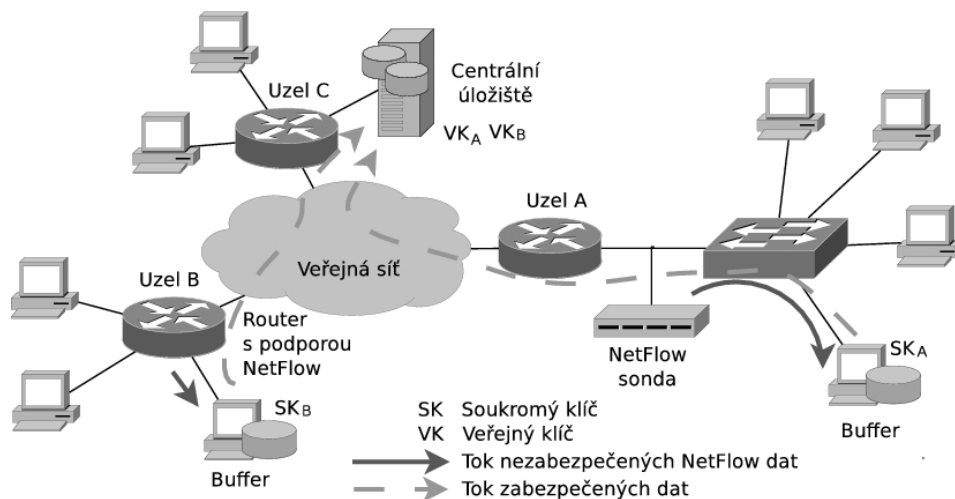 Uzel C
Centrální
úložiště
VKA VKB
Uzel A
Veřejná síť
Uzel B
Router
s podporou
NetFlow
NetFlow
sonda
SKA
Buffer
SKB
Buffer
SK Soukromý klíč
VK Veřejný klíč
Tok nezabezpečených NetFlow dat
Tok zabezpečených dat